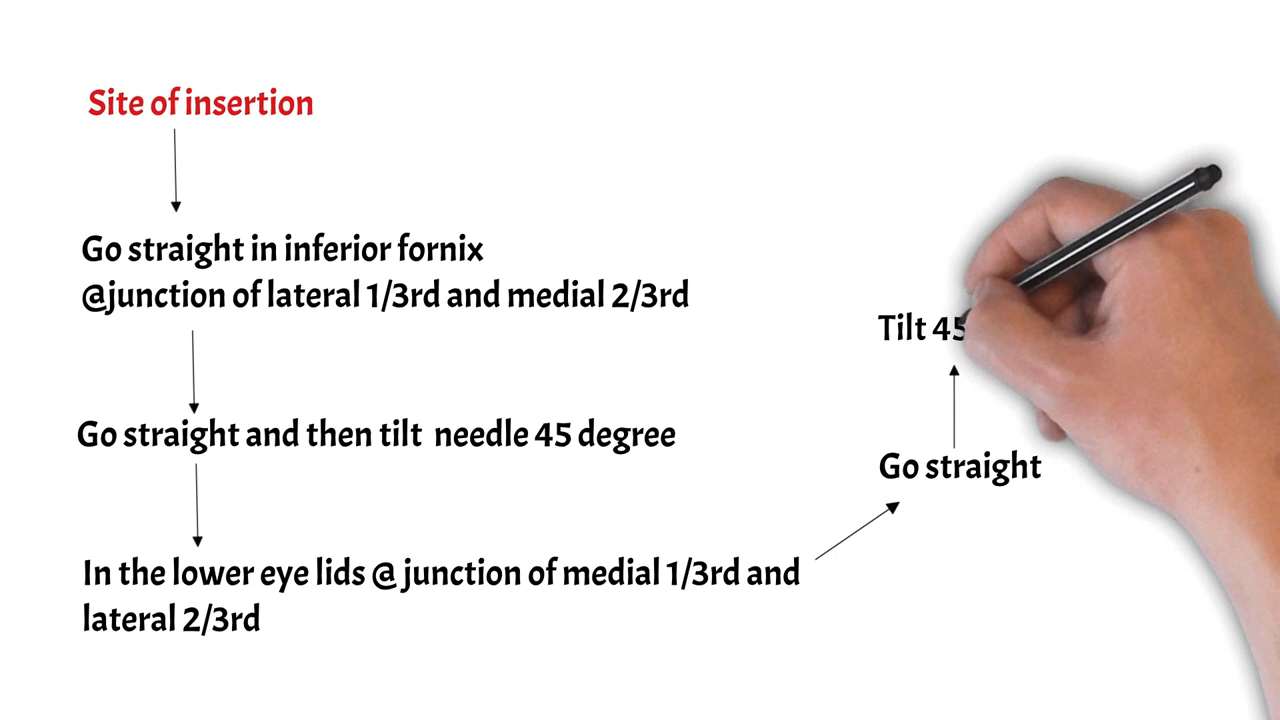 Site of insertion
Go straight in inferior fornix
@junction of lateral 1/3rd and medial 2/3rd
Go straight and then tilt needle 45 degree
In the lower eye lids @ junction of medial 1/3rd and
lateral 2/3rd
Go straight
Tilt 45